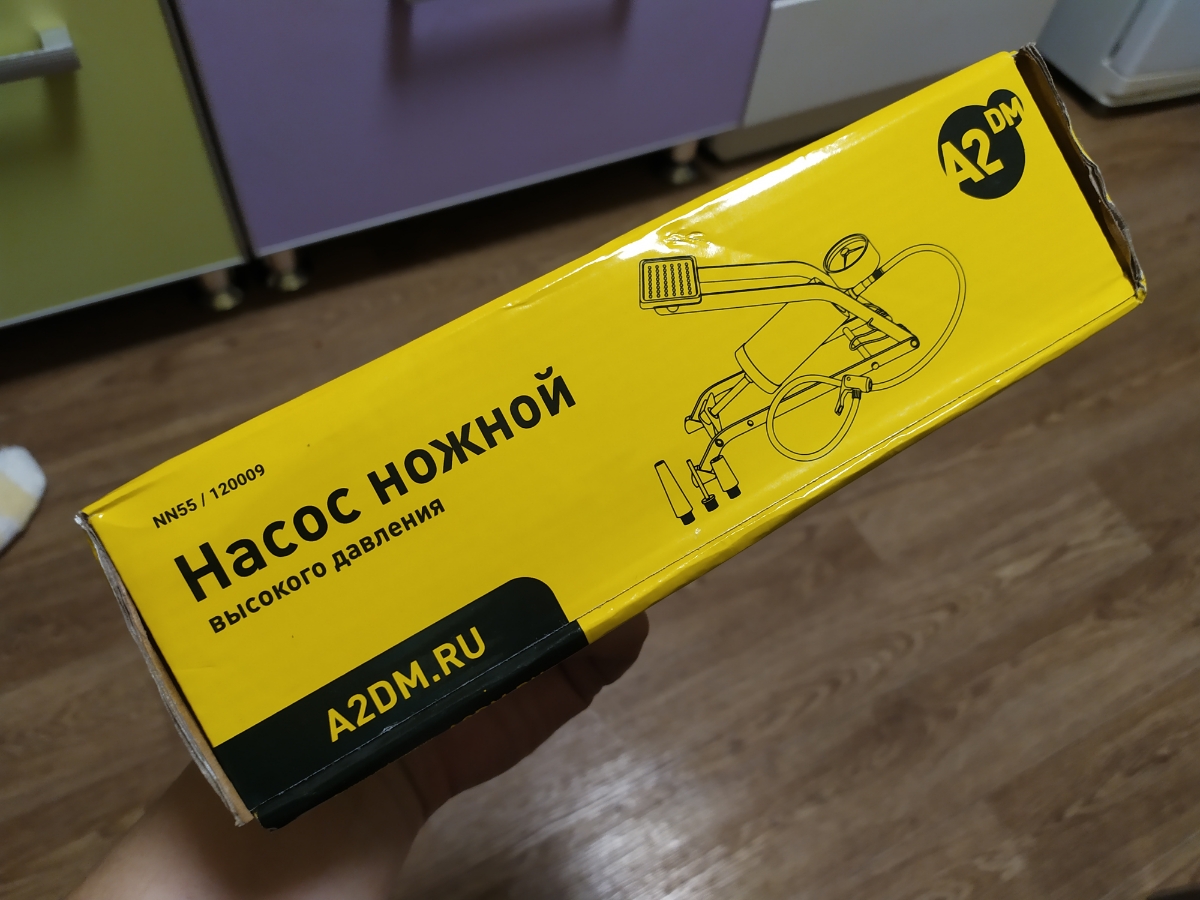 A2DM
NN55 / 120009
Насос ножной
высокого давления
A2DM.RU